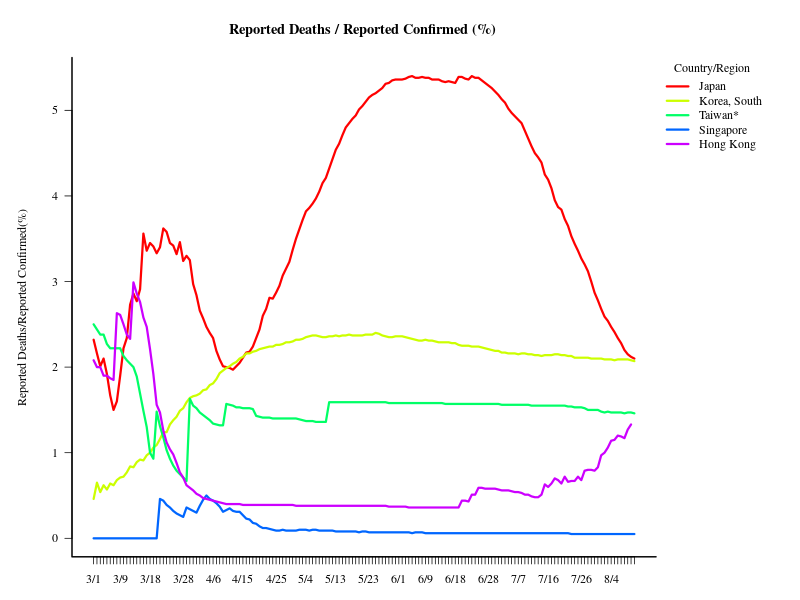 Reported Deaths / Reported Confirmed (%)
Country/Region
Japan
Korea, South
Taiwan*
Singapore
Hong Kong
Reported Deaths/Reported Confirmed(%)
5
4
3
2
1
0
3/1 3/9 3/18 3/28 4/6 4/15 4/25 5/4 5/13 5/23 6/1 6/9 6/18 6/28 7/7 7/16 7/26 8/4